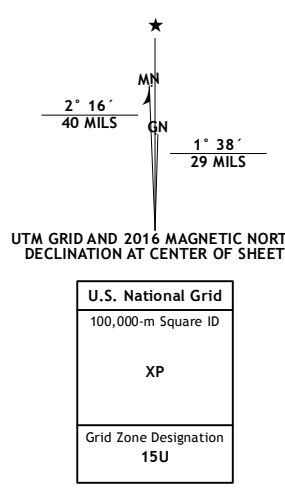 MN
2° 16´
40 MILS
GN
1° 38´
29 MILS
UTM GRID AND 2016 MAGNETIC NORT
DECLINATION AT CENTER OF SHEET
U.S. National Grid
100,000-m Square ID
XP
Grid Zone Designation
15U